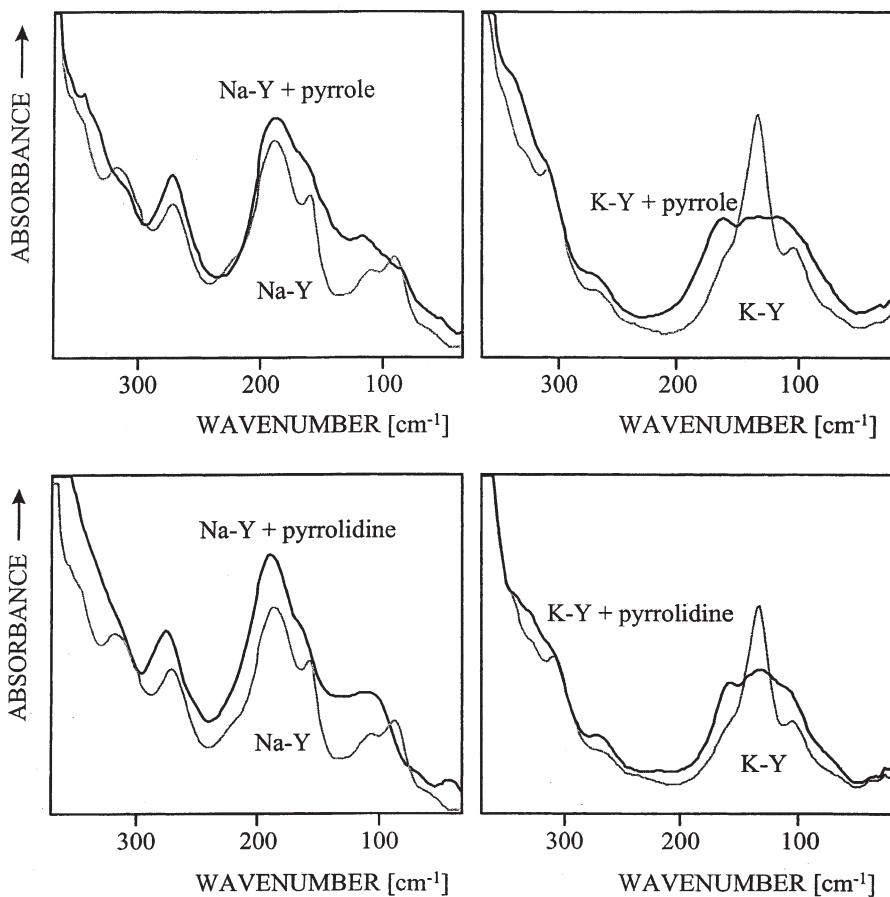 ABSORBANCE
Na-Y + pyrrole
Na-Y
300 200 100
WAVENUMBER [cm-1]
K-Y + pyrrole
K-Y
300 200 100
WAVENUMBER [cm-1]
ABSORBANCE
Na-Y + pyrrolidine
Na-Y
300 200 100
WAVENUMBER [cm-1]
K-Y + pyrrolidine
K-Y
300 200 100
WAVENUMBER [cm-1]